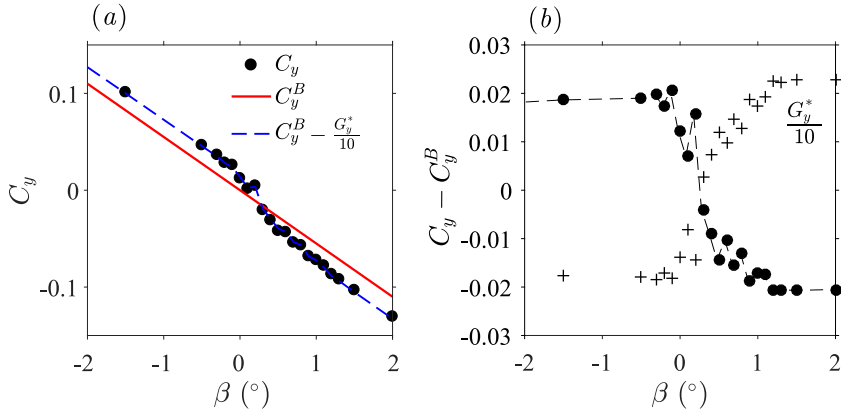 (a)
0.1
0
-0.1
-2
-1
0
1
2
C_y
β (°)
C_y
C_y^B
C_y^B − G_y^*/10
(b)
0.03
0.02
0.01
0
-0.01
-0.02
-0.03
-2
-1
0
1
2
C_y − C_y^B
β (°)
G_y^*/10